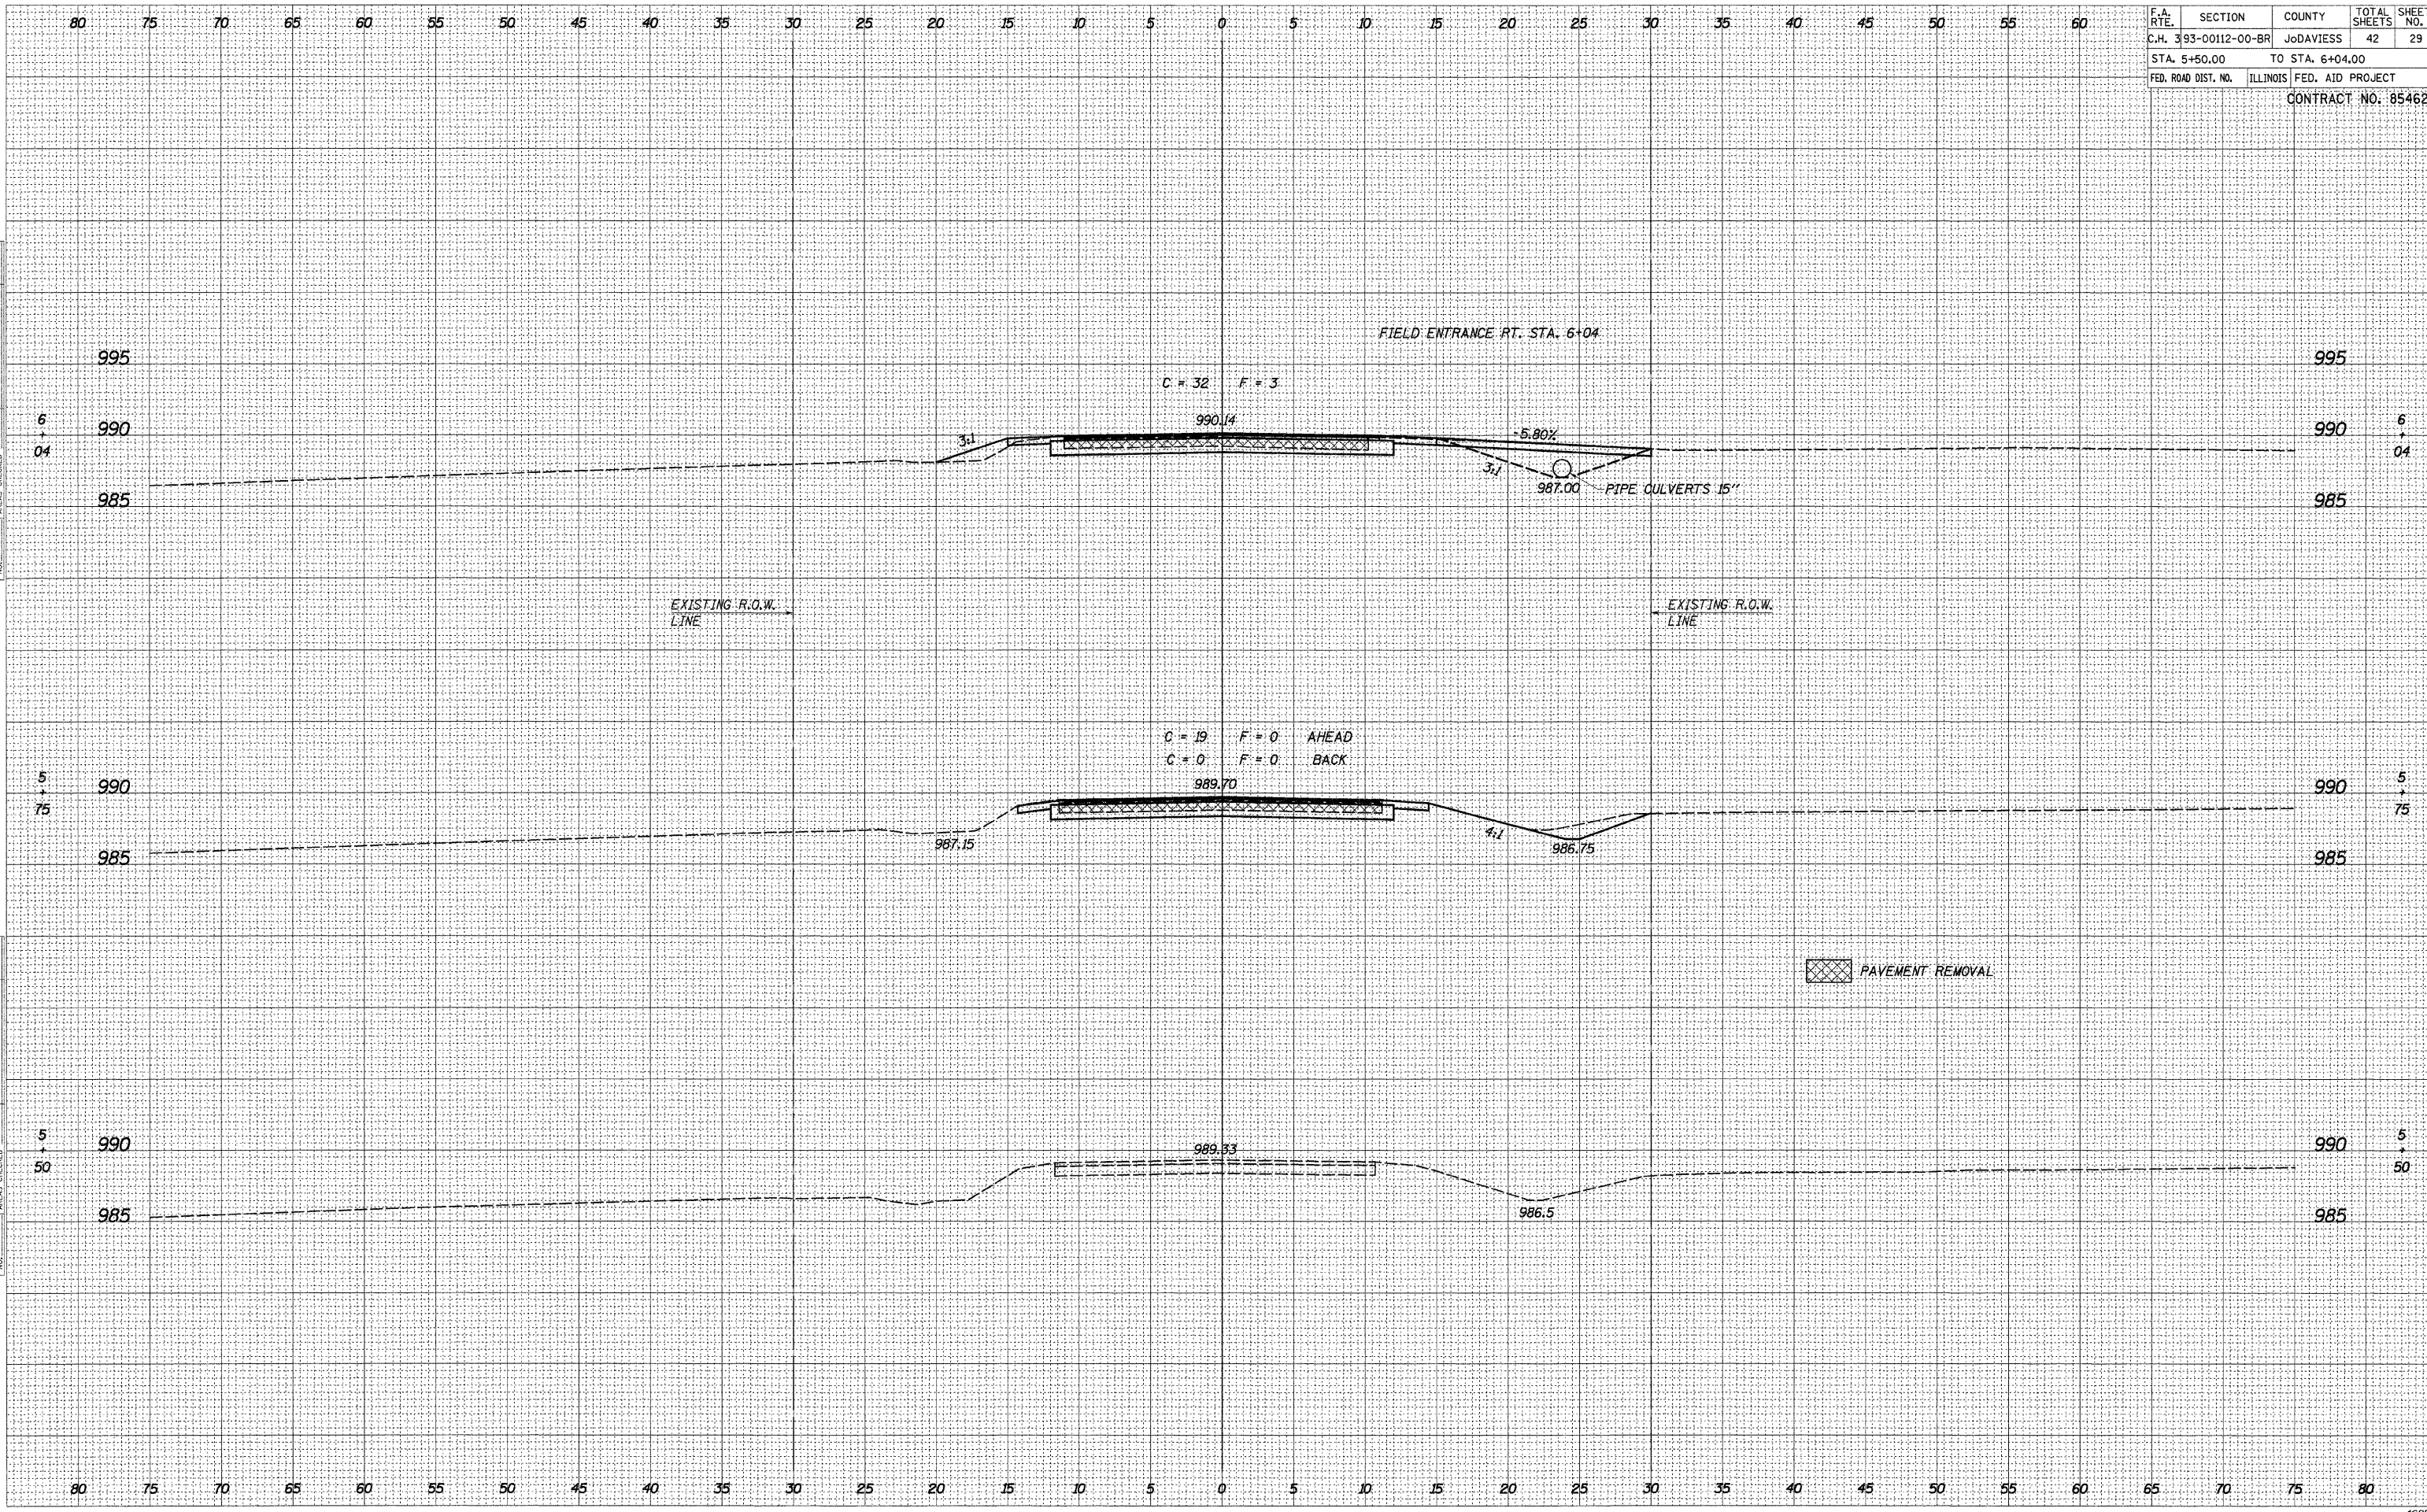 80 75 70 65 60 55 50 45 40 35 30 25 20 15 10 5 0 5 10 15 20 25 30 35 40 45 50 55 60
F.A. RTE. SECTION COUNTY TOTAL SHEETS SHEET NO.
C.H. 3 93-00112-00-BR JoDAVIESS 42 29
STA. 5+50.00 TO STA. 6+04.00
FED. ROAD DIST. NO. ILLINOIS FED. AID PROJECT
CONTRACT NO. 85462
FIELD ENTRANCE RT. STA. 6+04
995 995
C = 32 F = 3
6 + 04 990 990.14 990 6 + 04
3:1 -5.80%
3:1
987.00 PIPE CULVERTS 15"
985 985
EXISTING R.O.W. LINE
EXISTING R.O.W. LINE
C = 19 F = 0 AHEAD
C = 0 F = 0 BACK
5 + 75 990 989.70 990 5 + 75
4:1
987.15 986.75
985 985
PAVEMENT REMOVAL
5 + 50 990 989.33 990 5 + 50
986.5
985 985
80 75 70 65 60 55 50 45 40 35 30 25 20 15 10 5 0 5 10 15 20 25 30 35 40 45 50 55 60 65 70 75 80